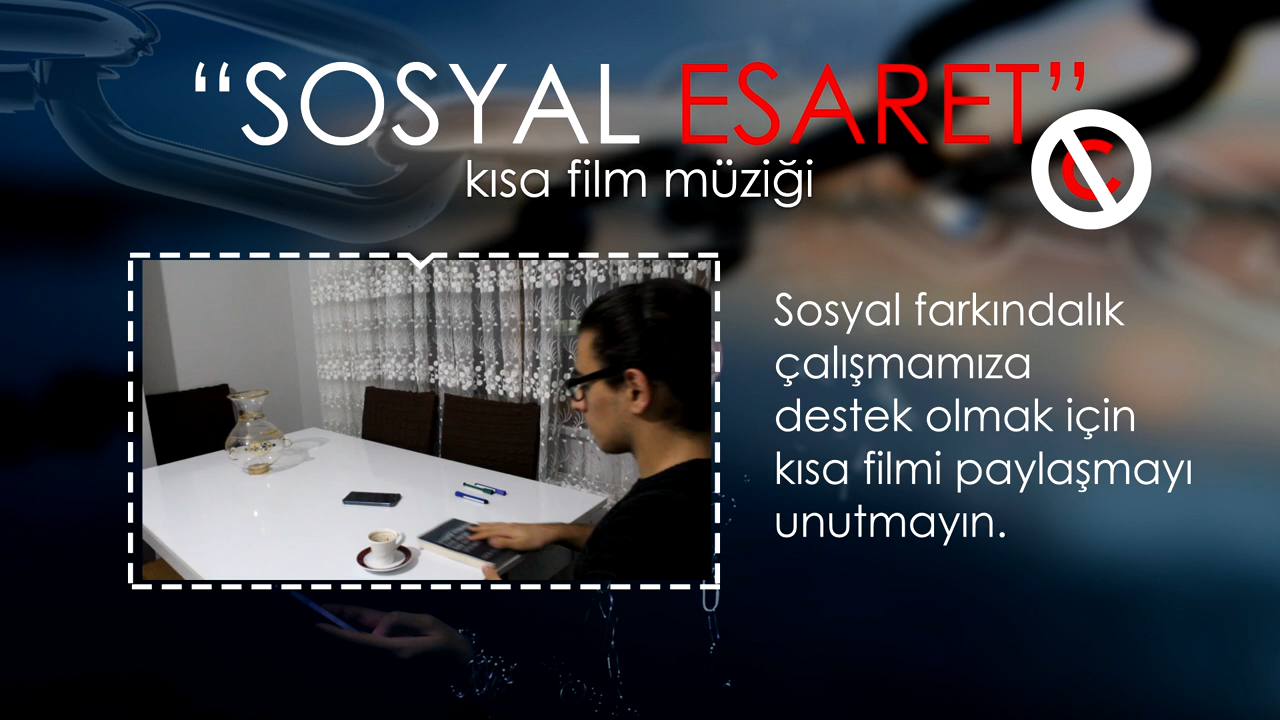 “SOSYAL ESARET”
C
kısa film müziği
Sosyal farkındalık
çalışmamıza
destek olmak için
kısa filmi paylaşmayı
unutmayın.